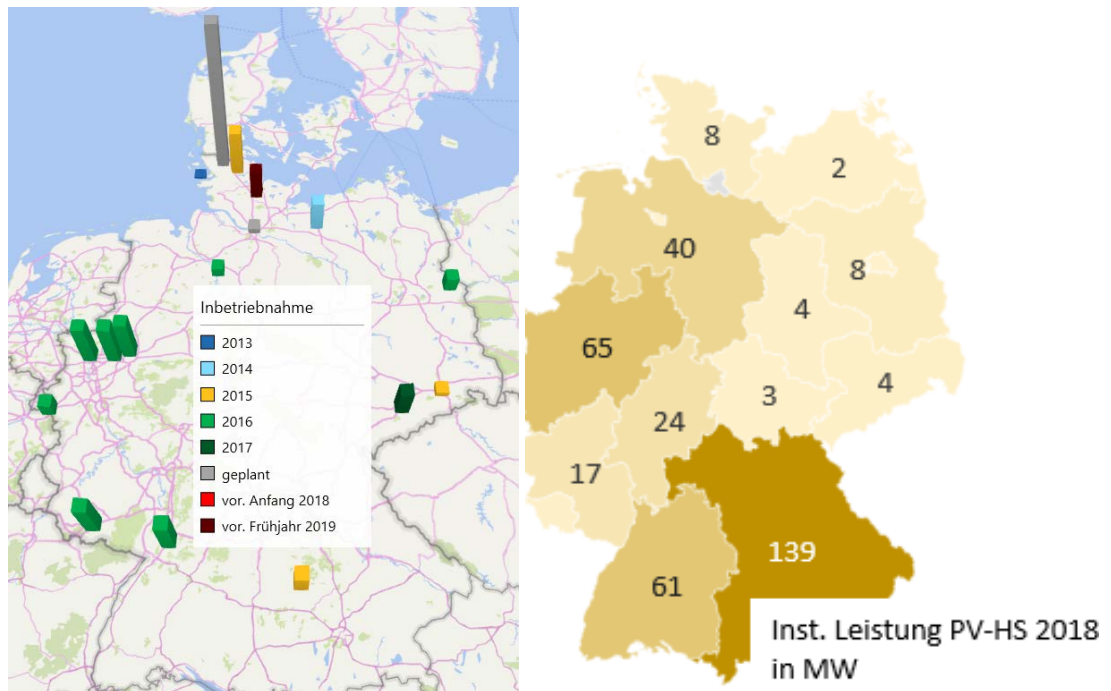 Inbetriebnahme
2013
2014
2015
2016
2017
geplant
vor. Anfang 2018
vor. Frühjahr 2019
8
2
40
8
4
65
4
3
24
17
139
61
Inst. Leistung PV-HS 2018
in MW